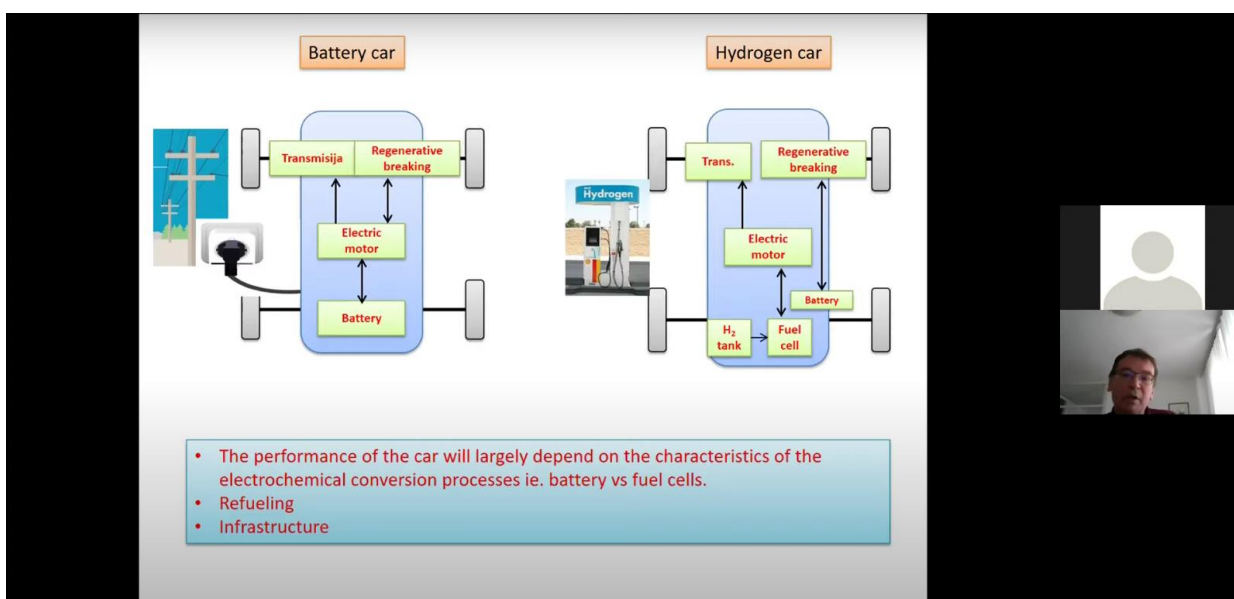 Battery car
Hydrogen car
Transmisija
Regenerative
breaking
Electric
motor
Battery
Hydrogen
Trans.
Regenerative
breaking
Electric
motor
Battery
H₂
tank
Fuel
cell
• The performance of the car will largely depend on the characteristics of the
electrochemical conversion processes ie. battery vs fuel cells.
• Refueling
• Infrastructure